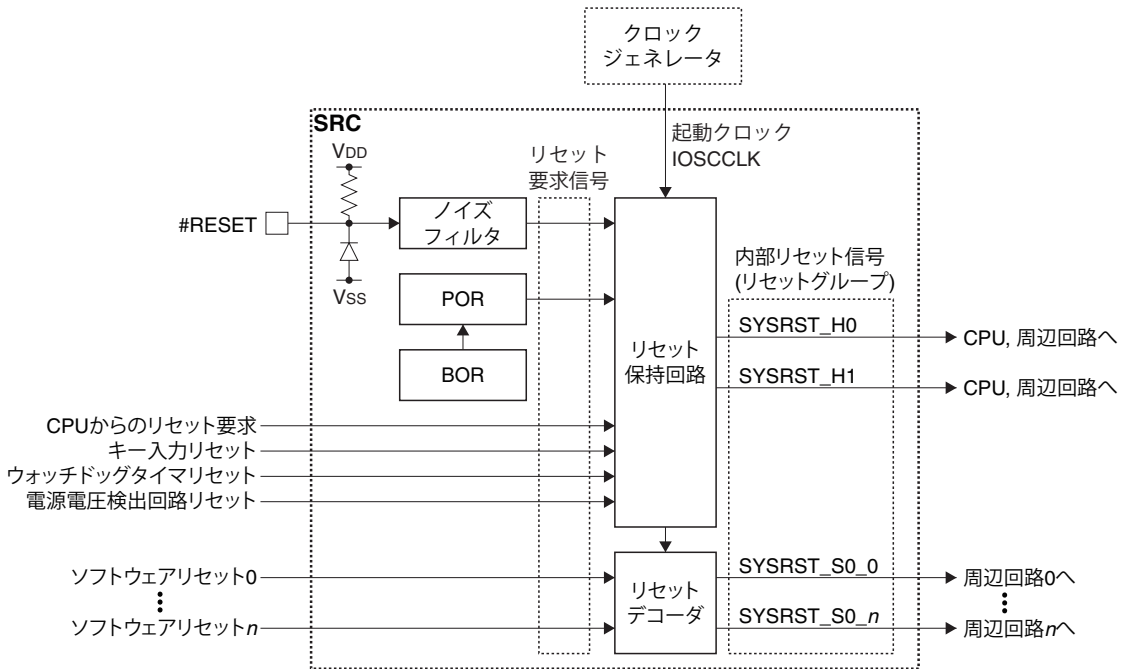 クロック
ジェネレータ
SRC
起動クロック
IOSCCLK
VDD
リセット
要求信号
#RESET
ノイズ
フィルタ
VSS
POR
BOR
内部リセット信号
(リセットグループ)
SYSRST_H0
CPU, 周辺回路へ
リセット
保持回路
SYSRST_H1
CPU, 周辺回路へ
CPUからのリセット要求
キー入力リセット
ウォッチドッグタイマリセット
電源電圧検出回路リセット
ソフトウェアリセット0
ソフトウェアリセットn
リセット
デコーダ
SYSRST_S0_0
周辺回路0へ
SYSRST_S0_n
周辺回路nへ